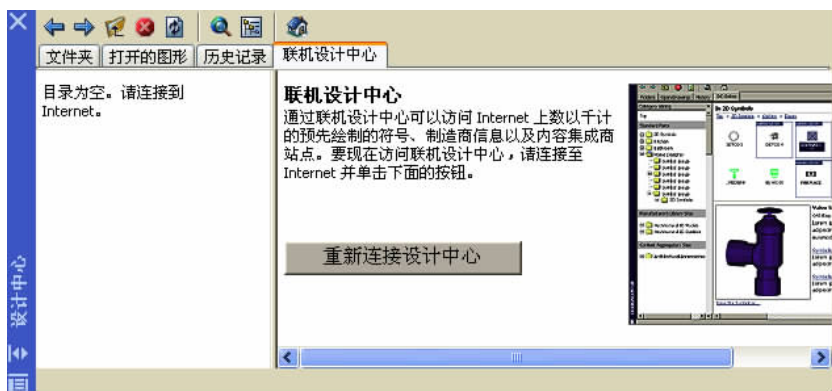 文件夹
打开的图形
历史记录
联机设计中心
目录为空。请连接到
Internet。
联机设计中心
通过联机设计中心可以访问 Internet 上数以千计
的预先绘制的符号、制造商信息以及内容集成商
站点。要现在访问联机设计中心，请连接至
Internet 并单击下面的按钮。
重新连接设计中心
设计中心